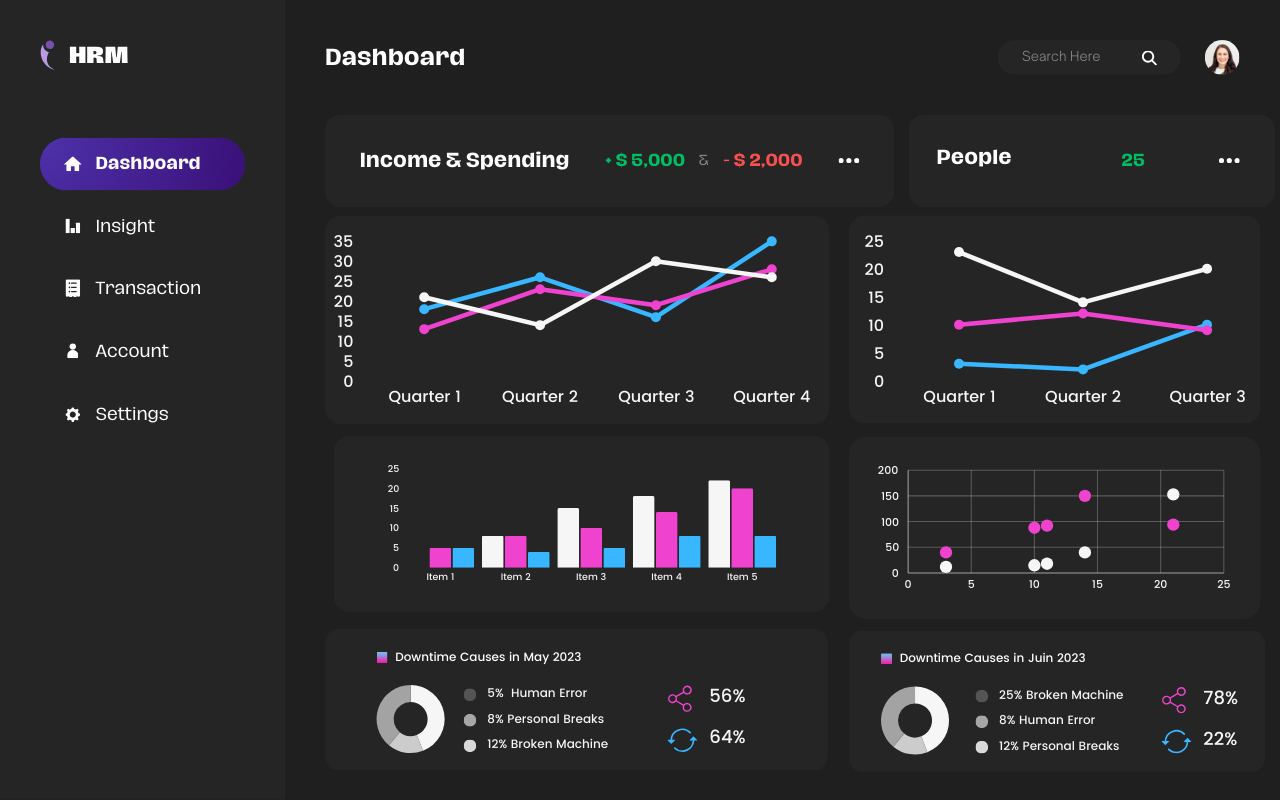 HRM
Dashboard
Search Here
Dashboard
Insight
Transaction
Account
Settings
Income & Spending + $ 5,000 & - $ 2,000
People 25
35
30
25
20
15
10
5
0
Quarter 1 Quarter 2 Quarter 3 Quarter 4
25
20
15
10
5
0
Quarter 1 Quarter 2 Quarter 3
25
20
15
10
5
0
Item 1 Item 2 Item 3 Item 4 Item 5
200
150
100
50
0
0 5 10 15 20 25
Downtime Causes in May 2023
5% Human Error
8% Personal Breaks
12% Broken Machine
56%
64%
Downtime Causes in Juin 2023
25% Broken Machine
8% Human Error
12% Personal Breaks
78%
22%